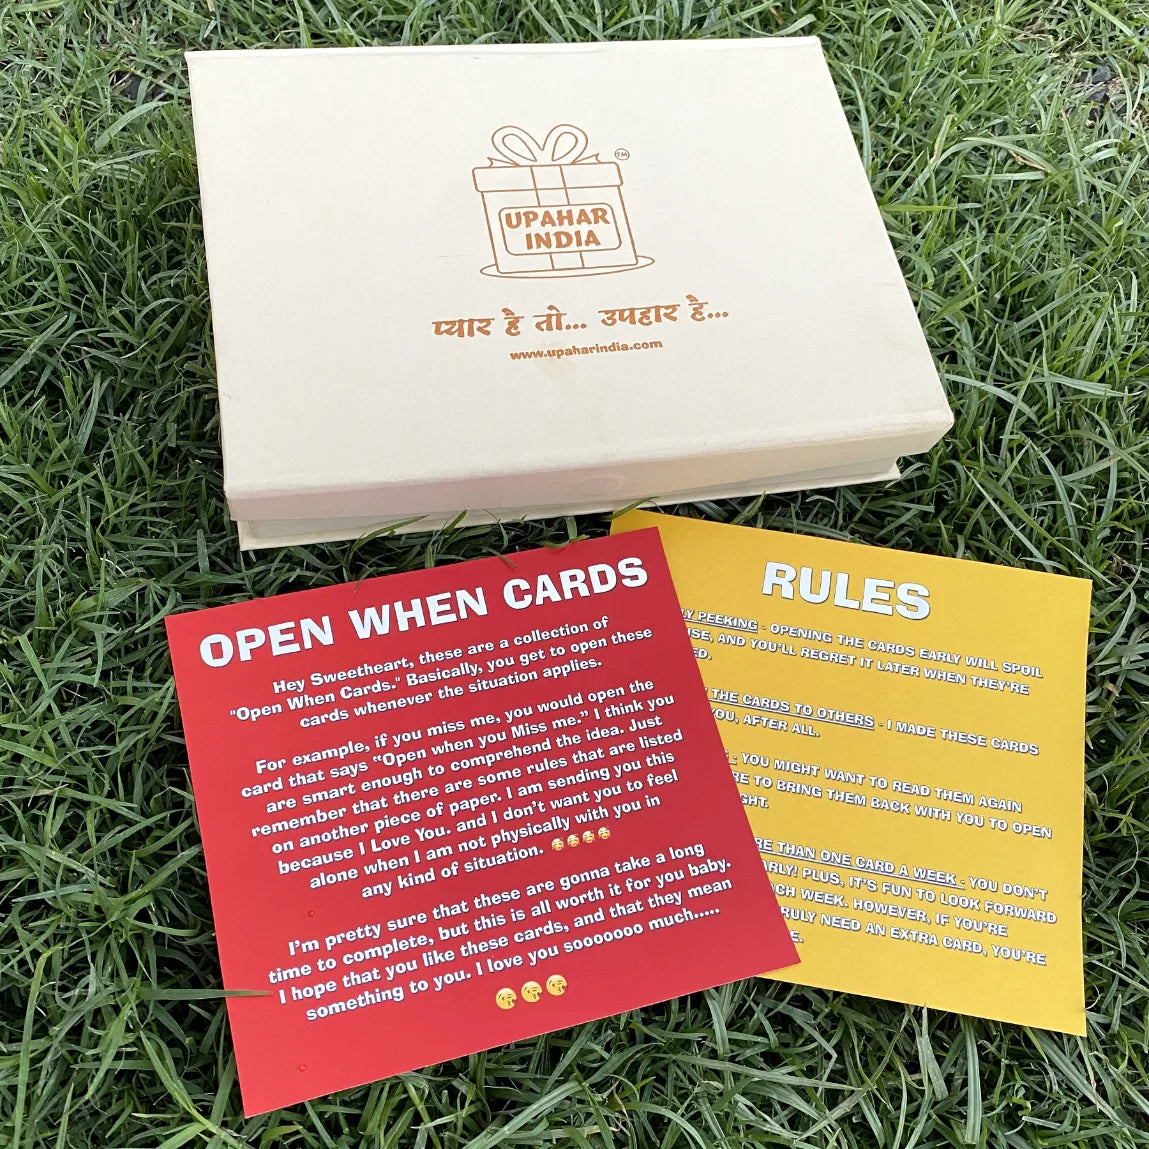 TM
UPAHAR
INDIA
प्यार है तो... उपहार है...
www.upaharindia.com
OPEN WHEN CARDS
Hey Sweetheart, these are a collection of
"Open When Cards." Basically, you get to open these
cards whenever the situation applies.
For example, if you miss me, you would open the
card that says “Open when you Miss me.” I think you
are smart enough to comprehend the idea. Just
remember that there are some rules that are listed
on another piece of paper. I am sending you this
because I Love You. and I don’t want you to feel
alone when I am not physically with you in
any kind of situation. 🥰🥰🥰🥰
I’m pretty sure that these are gonna take a long
time to complete, but this is all worth it for you baby.
I hope that you like these cards, and that they mean
something to you. I love you sooooooo much.....
😘😘😘
RULES
PEEKING - OPENING THE CARDS EARLY WILL SPOIL
AND YOU’LL REGRET IT LATER WHEN THEY’RE
THE CARDS TO OTHERS - I MADE THESE CARDS
YOU, AFTER ALL.
YOU MIGHT WANT TO READ THEM AGAIN
TO BRING THEM BACK WITH YOU TO OPEN
THAN ONE CARD A WEEK - YOU DON’T
PLUS, IT’S FUN TO LOOK FORWARD
WEEK. HOWEVER, IF YOU’RE
NEED AN EXTRA CARD, YOU’RE